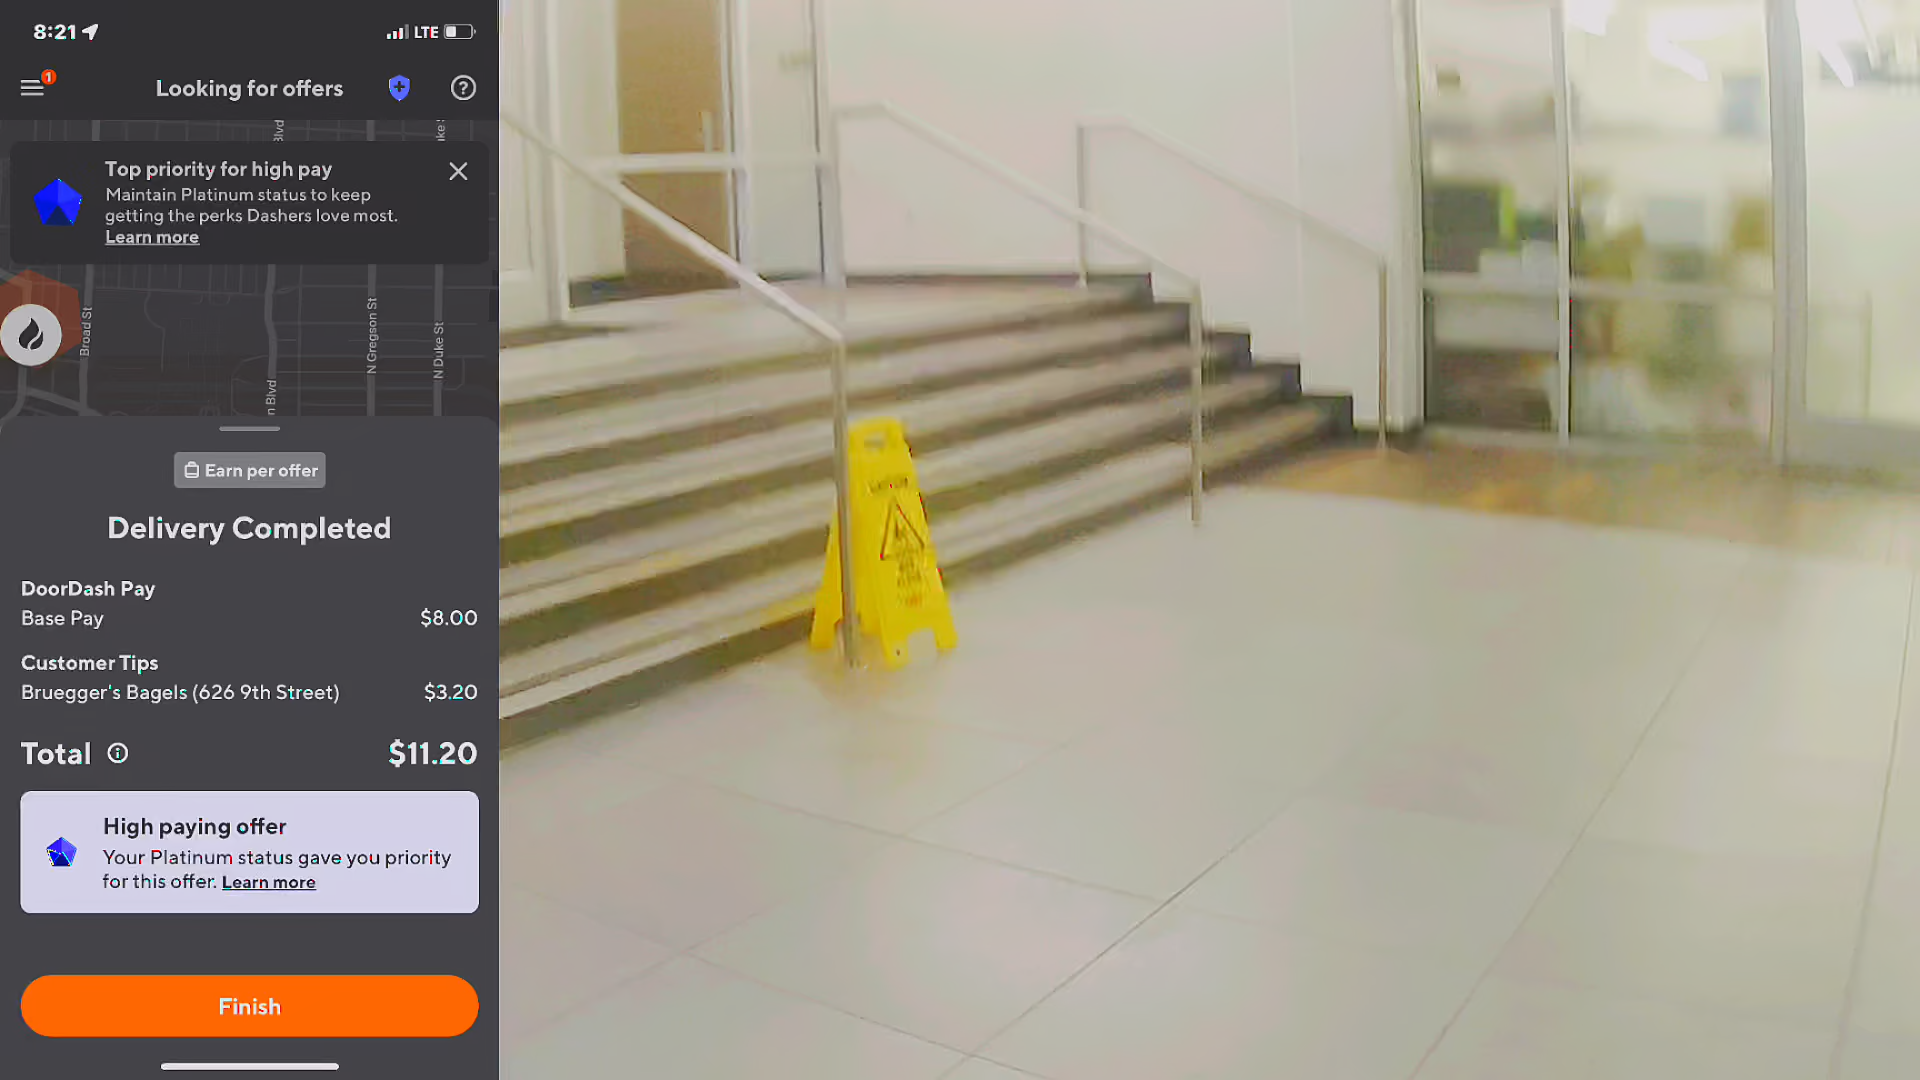 8:21
LTE
1
Looking for offers
Top priority for high pay
Maintain Platinum status to keep
getting the perks Dashers love most.
Learn more
Broad St
N Gregson St
N Duke St
n Blvd
Earn per offer
Delivery Completed
DoorDash Pay
Base Pay $8.00
Customer Tips
Bruegger's Bagels (626 9th Street) $3.20
Total $11.20
High paying offer
Your Platinum status gave you priority
for this offer. Learn more
Finish